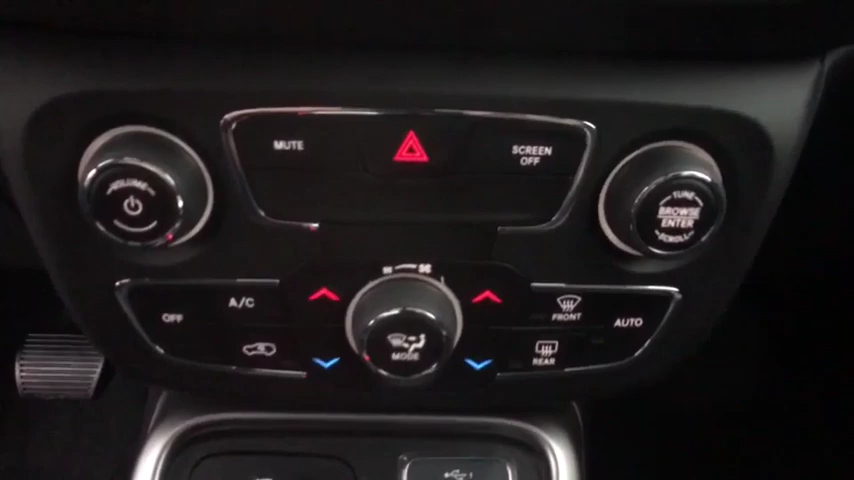 MUTE
SCREEN
OFF
VOLUME
TUNE
BROWSE
ENTER
SCROLL
OFF
A/C
MODE
FRONT
REAR
AUTO